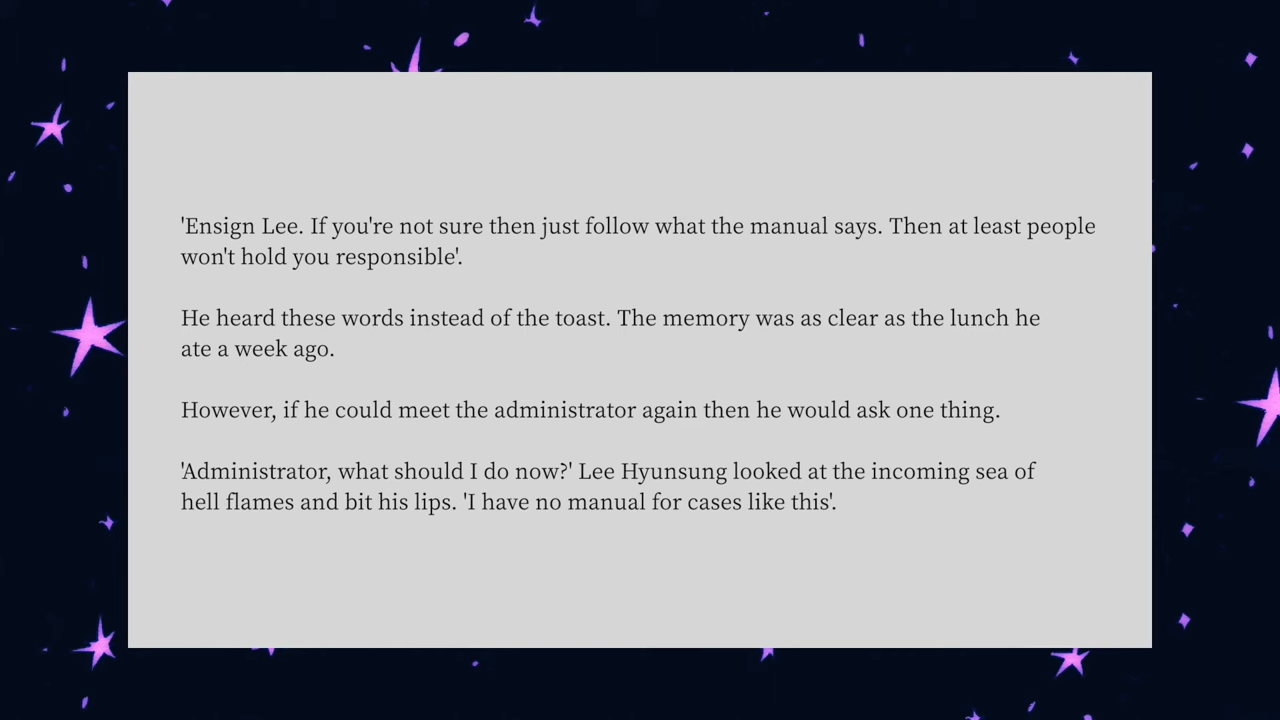 'Ensign Lee. If you're not sure then just follow what the manual says. Then at least people
won't hold you responsible'.
He heard these words instead of the toast. The memory was as clear as the lunch he
ate a week ago.
However, if he could meet the administrator again then he would ask one thing.
'Administrator, what should I do now?' Lee Hyunsung looked at the incoming sea of
hell flames and bit his lips. 'I have no manual for cases like this'.